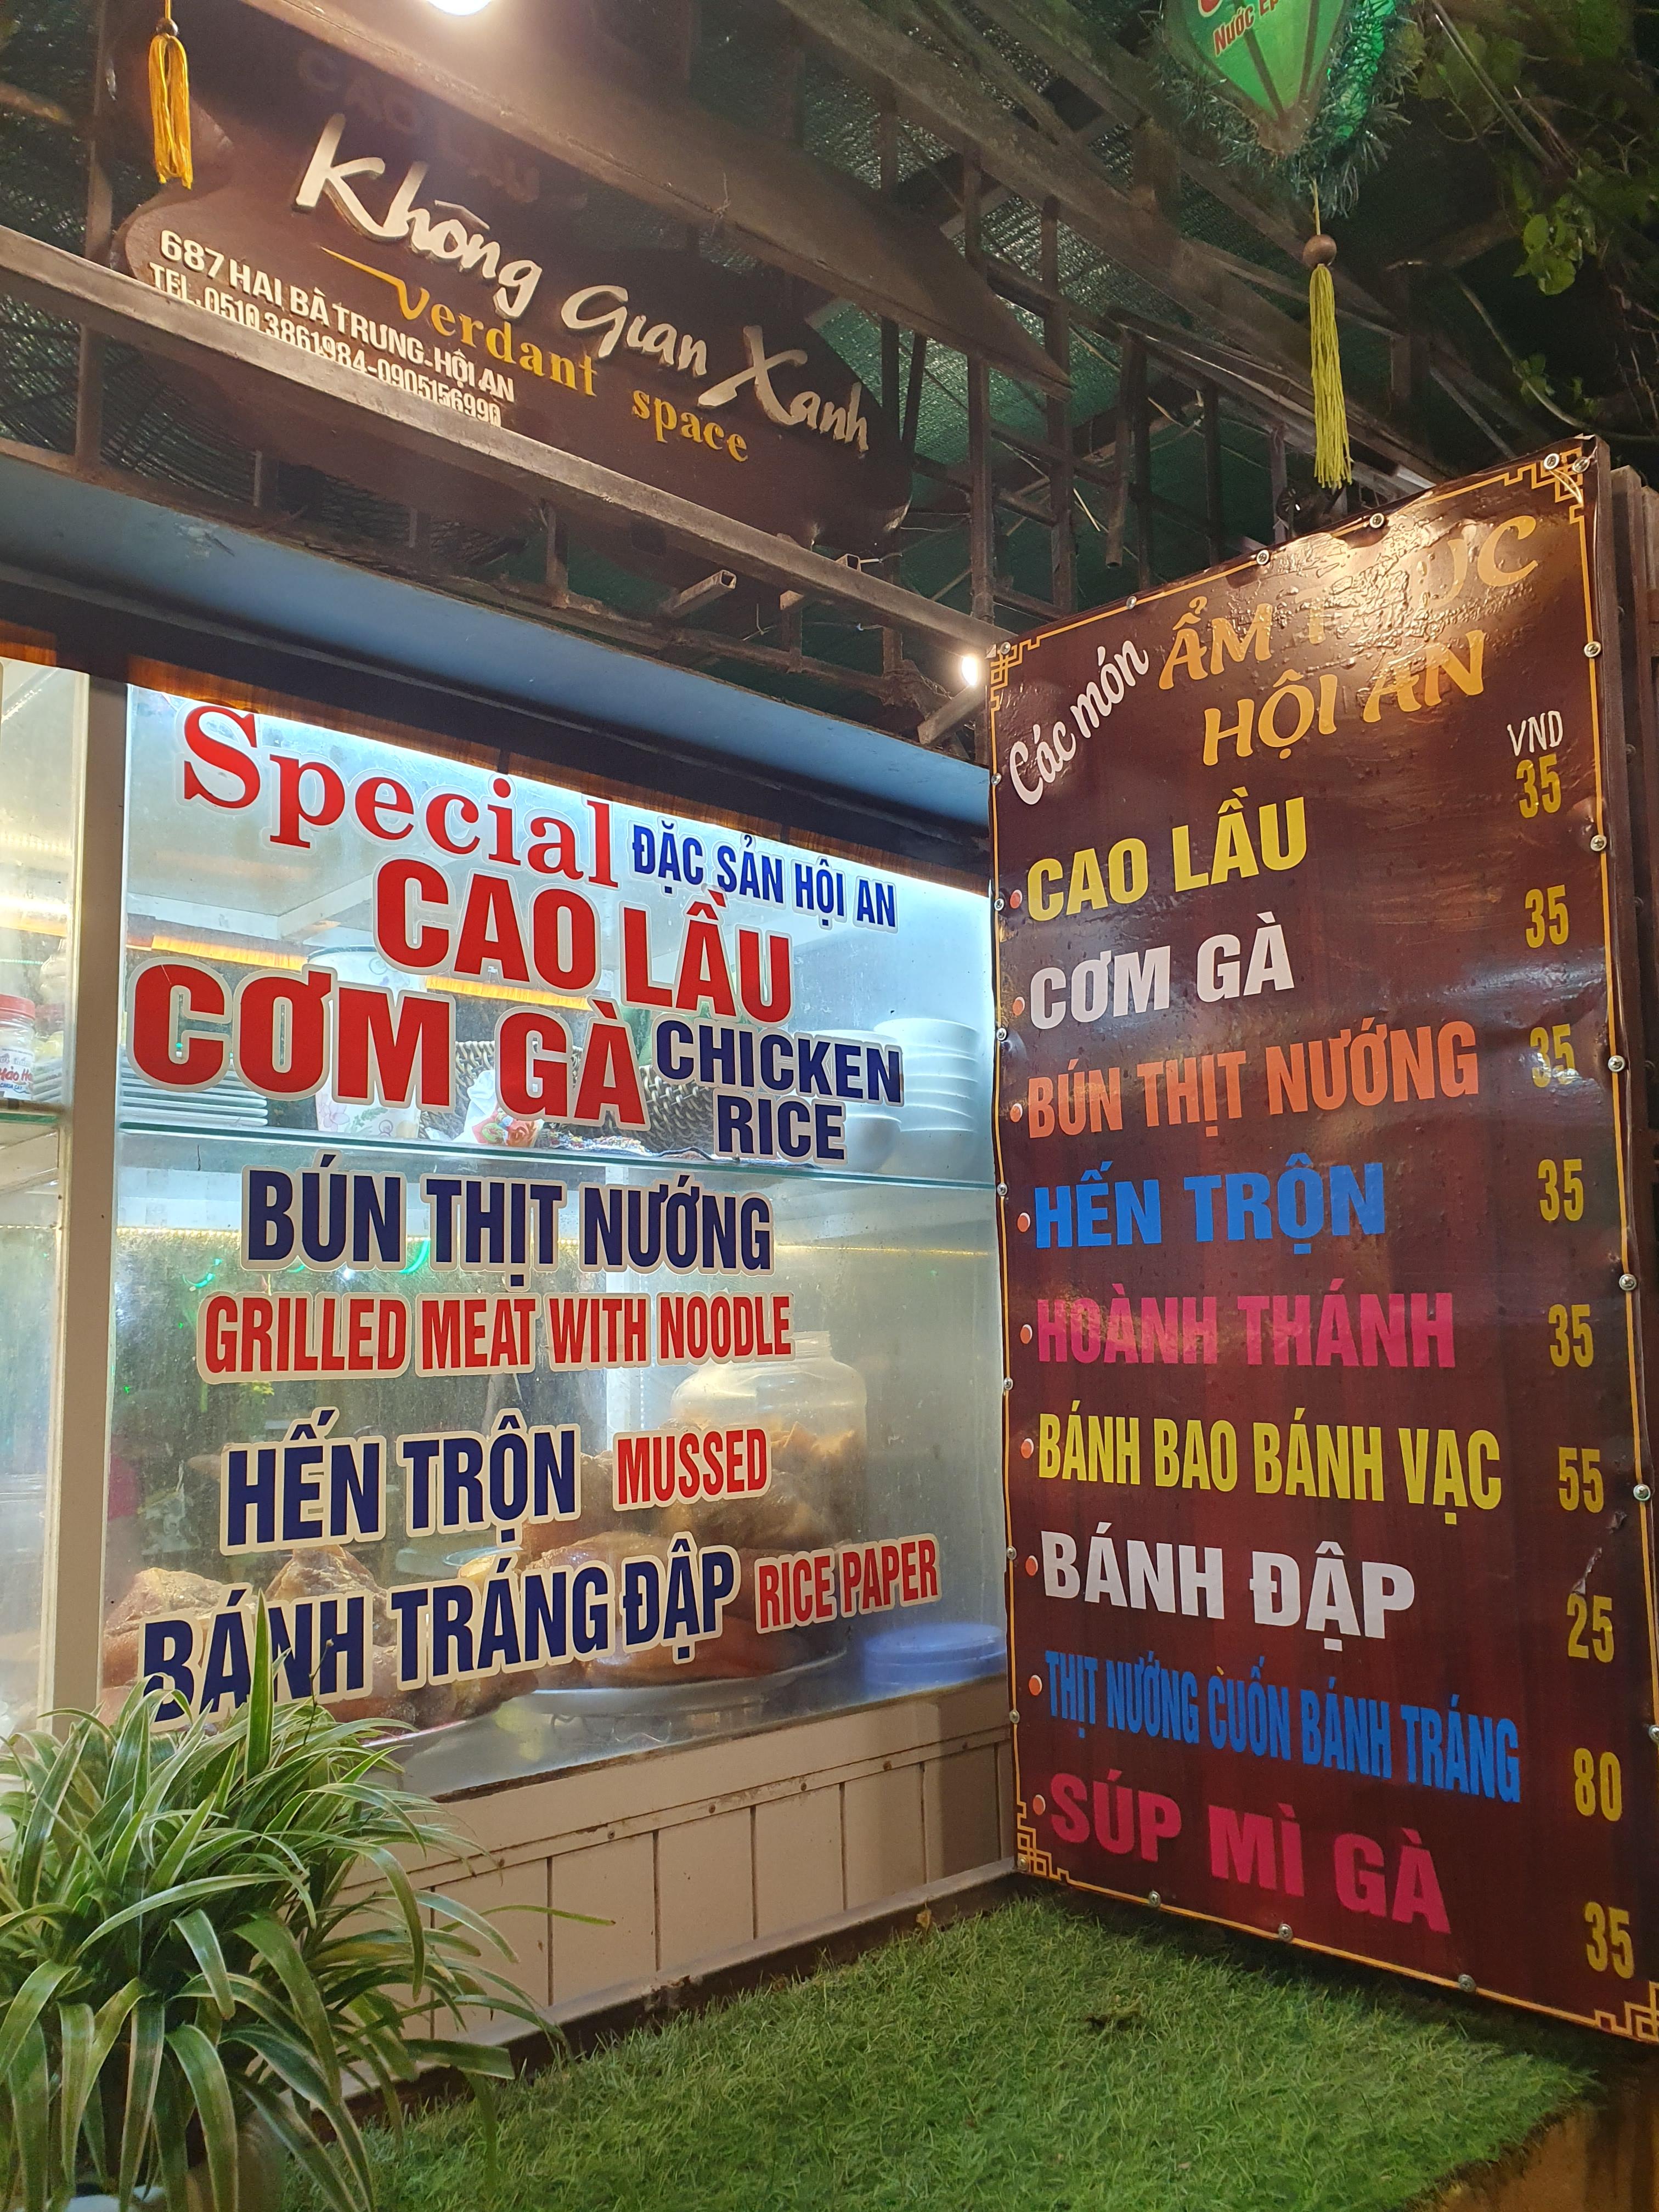 Nước Ép
Không Gian Xanh
verdant space
687 HAI BÀ TRƯNG-HỘI AN
TEL.0510.3861984-0905156990
Special ĐẶC SẢN HỘI AN
CAO LẦU
CƠM GÀ CHICKEN RICE
BÚN THỊT NƯỚNG
GRILLED MEAT WITH NOODLE
HẾN TRỘN MUSSED
BÁNH TRÁNG ĐẬP RICE PAPER
Các món ẨM THỰC
HỘI AN
VND
CAO LẦU 35
CƠM GÀ 35
BÚN THỊT NƯỚNG 35
HẾN TRỘN 35
HOÀNH THÁNH 35
BÁNH BAO BÁNH VẠC 55
BÁNH ĐẬP 25
THỊT NƯỚNG CUỐN BÁNH TRÁNG 80
SÚP MÌ GÀ 35